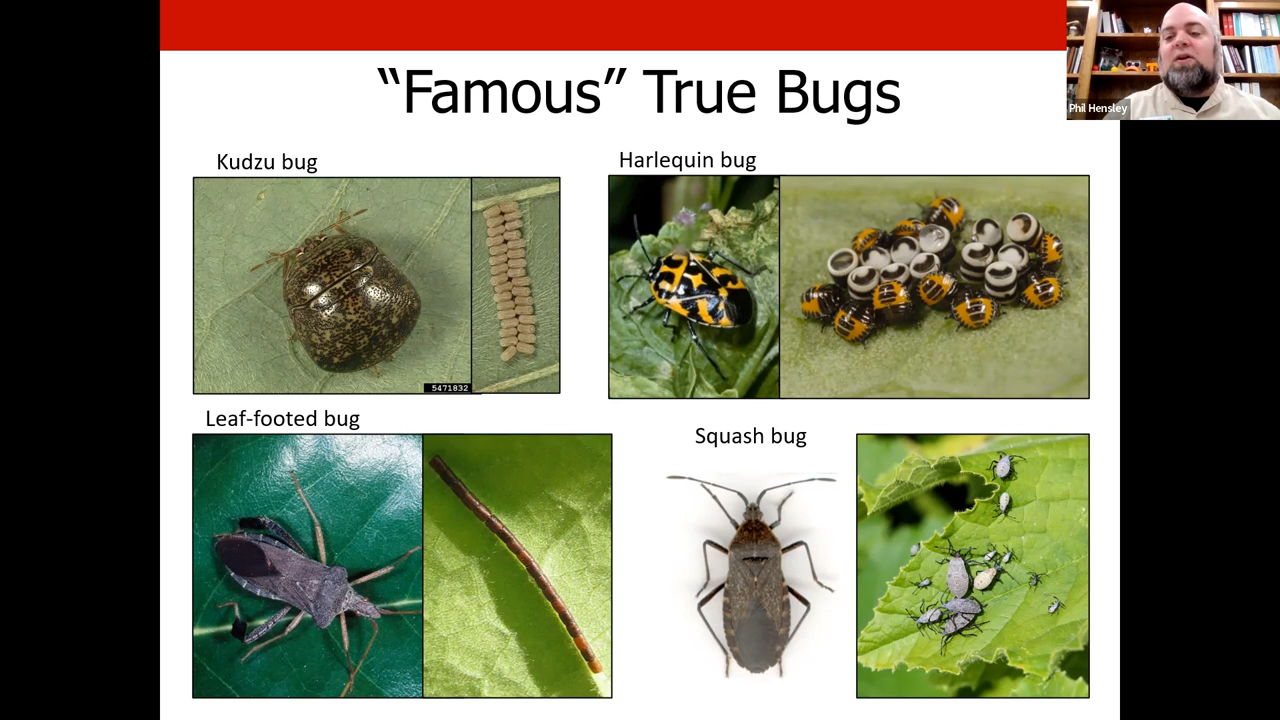 “Famous” True Bugs
Phil Hensley
Kudzu bug
Harlequin bug
5471832
Leaf-footed bug
Squash bug